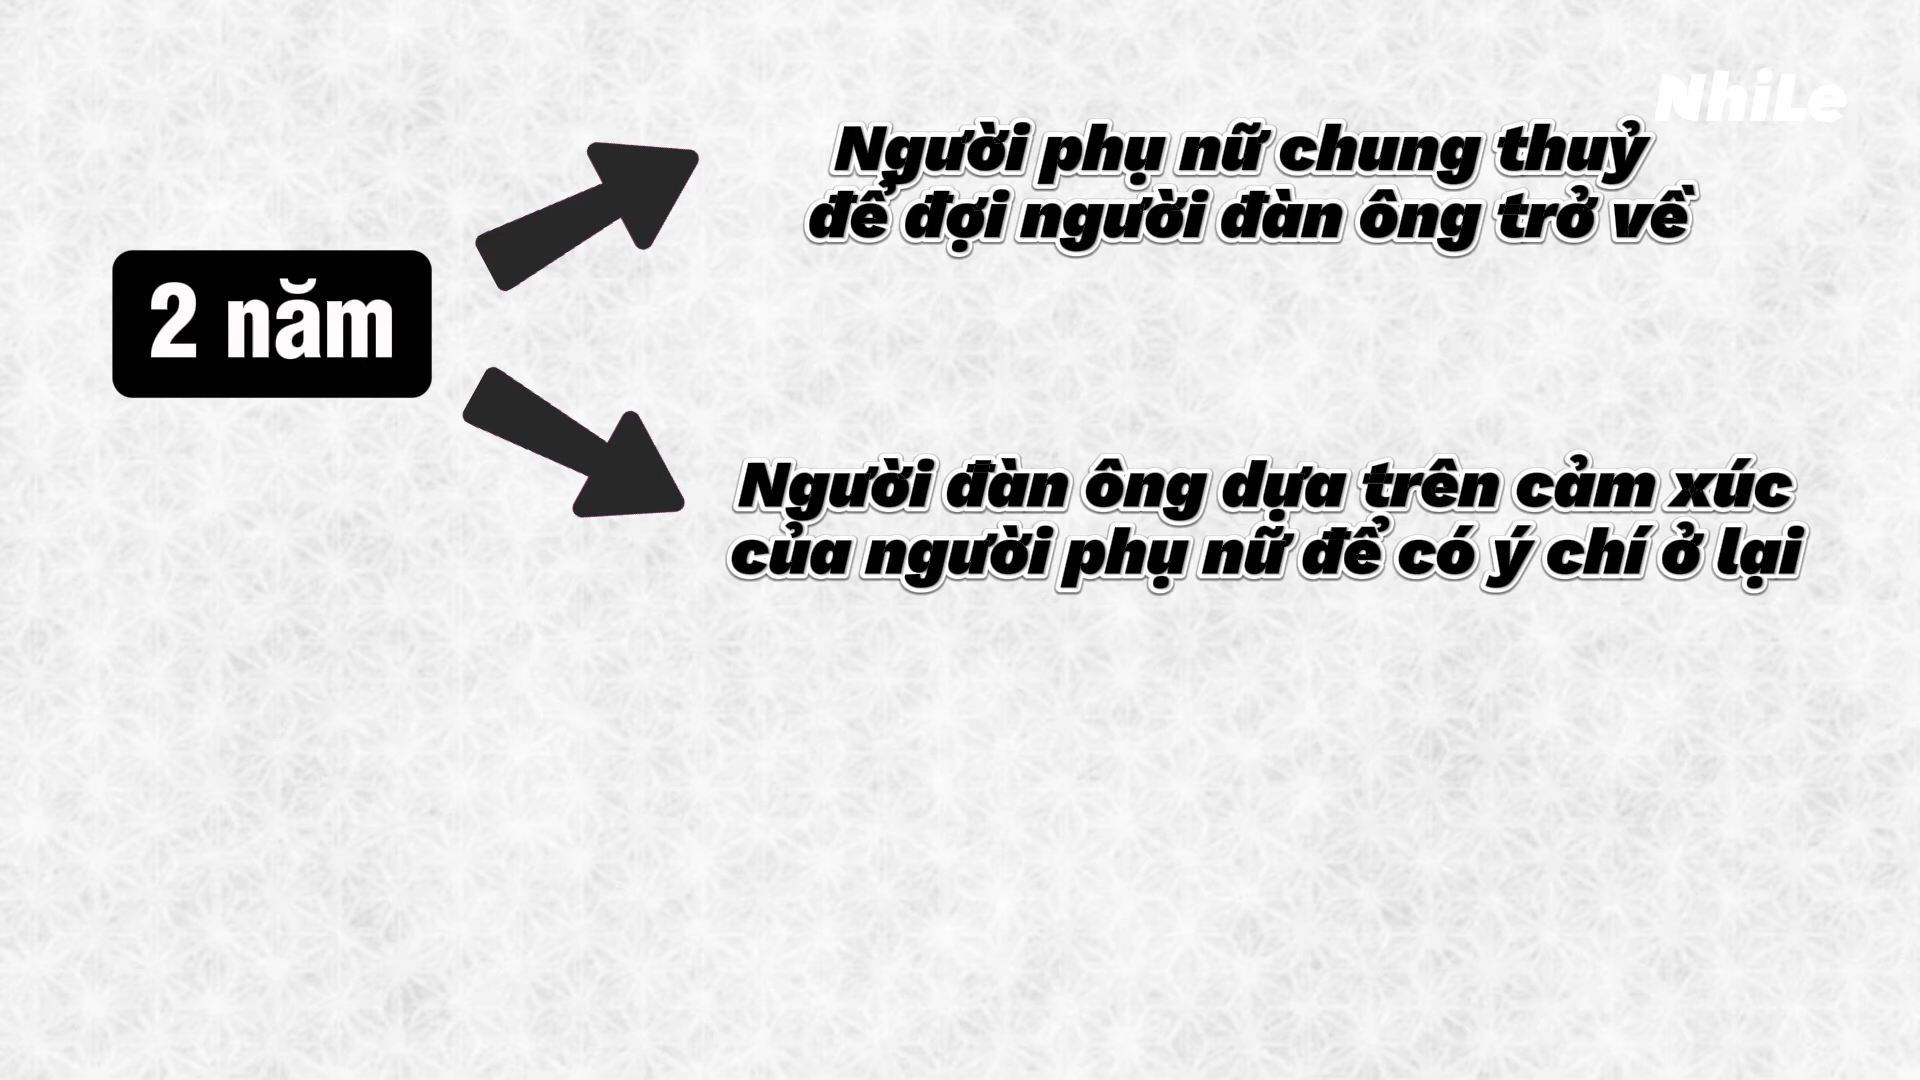 NhiLe
Người phụ nữ chung thuỷ
để đợi người đàn ông trở về
2 năm
Người đàn ông dựa trên cảm xúc
của người phụ nữ để có ý chí ở lại